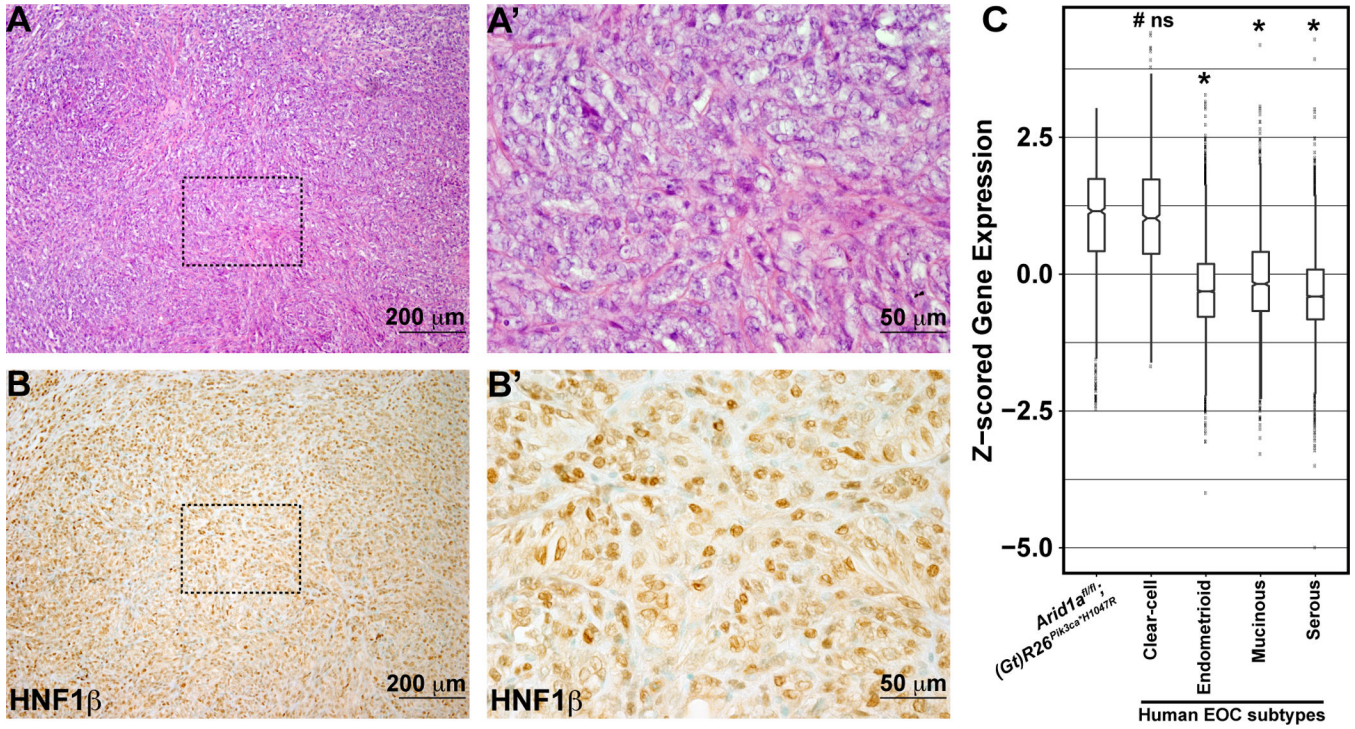 A
200 μm
A’
50 μm
B
HNF1β
200 μm
B’
HNF1β
50 μm
C
# ns
*
*
*
Z−scored Gene Expression
2.5
0.0
−2.5
−5.0
Arid1a^fl/fl;
(Gt)R26^Pik3ca*H1047R
Clear-cell
Endometrioid
Mucinous
Serous
Human EOC subtypes